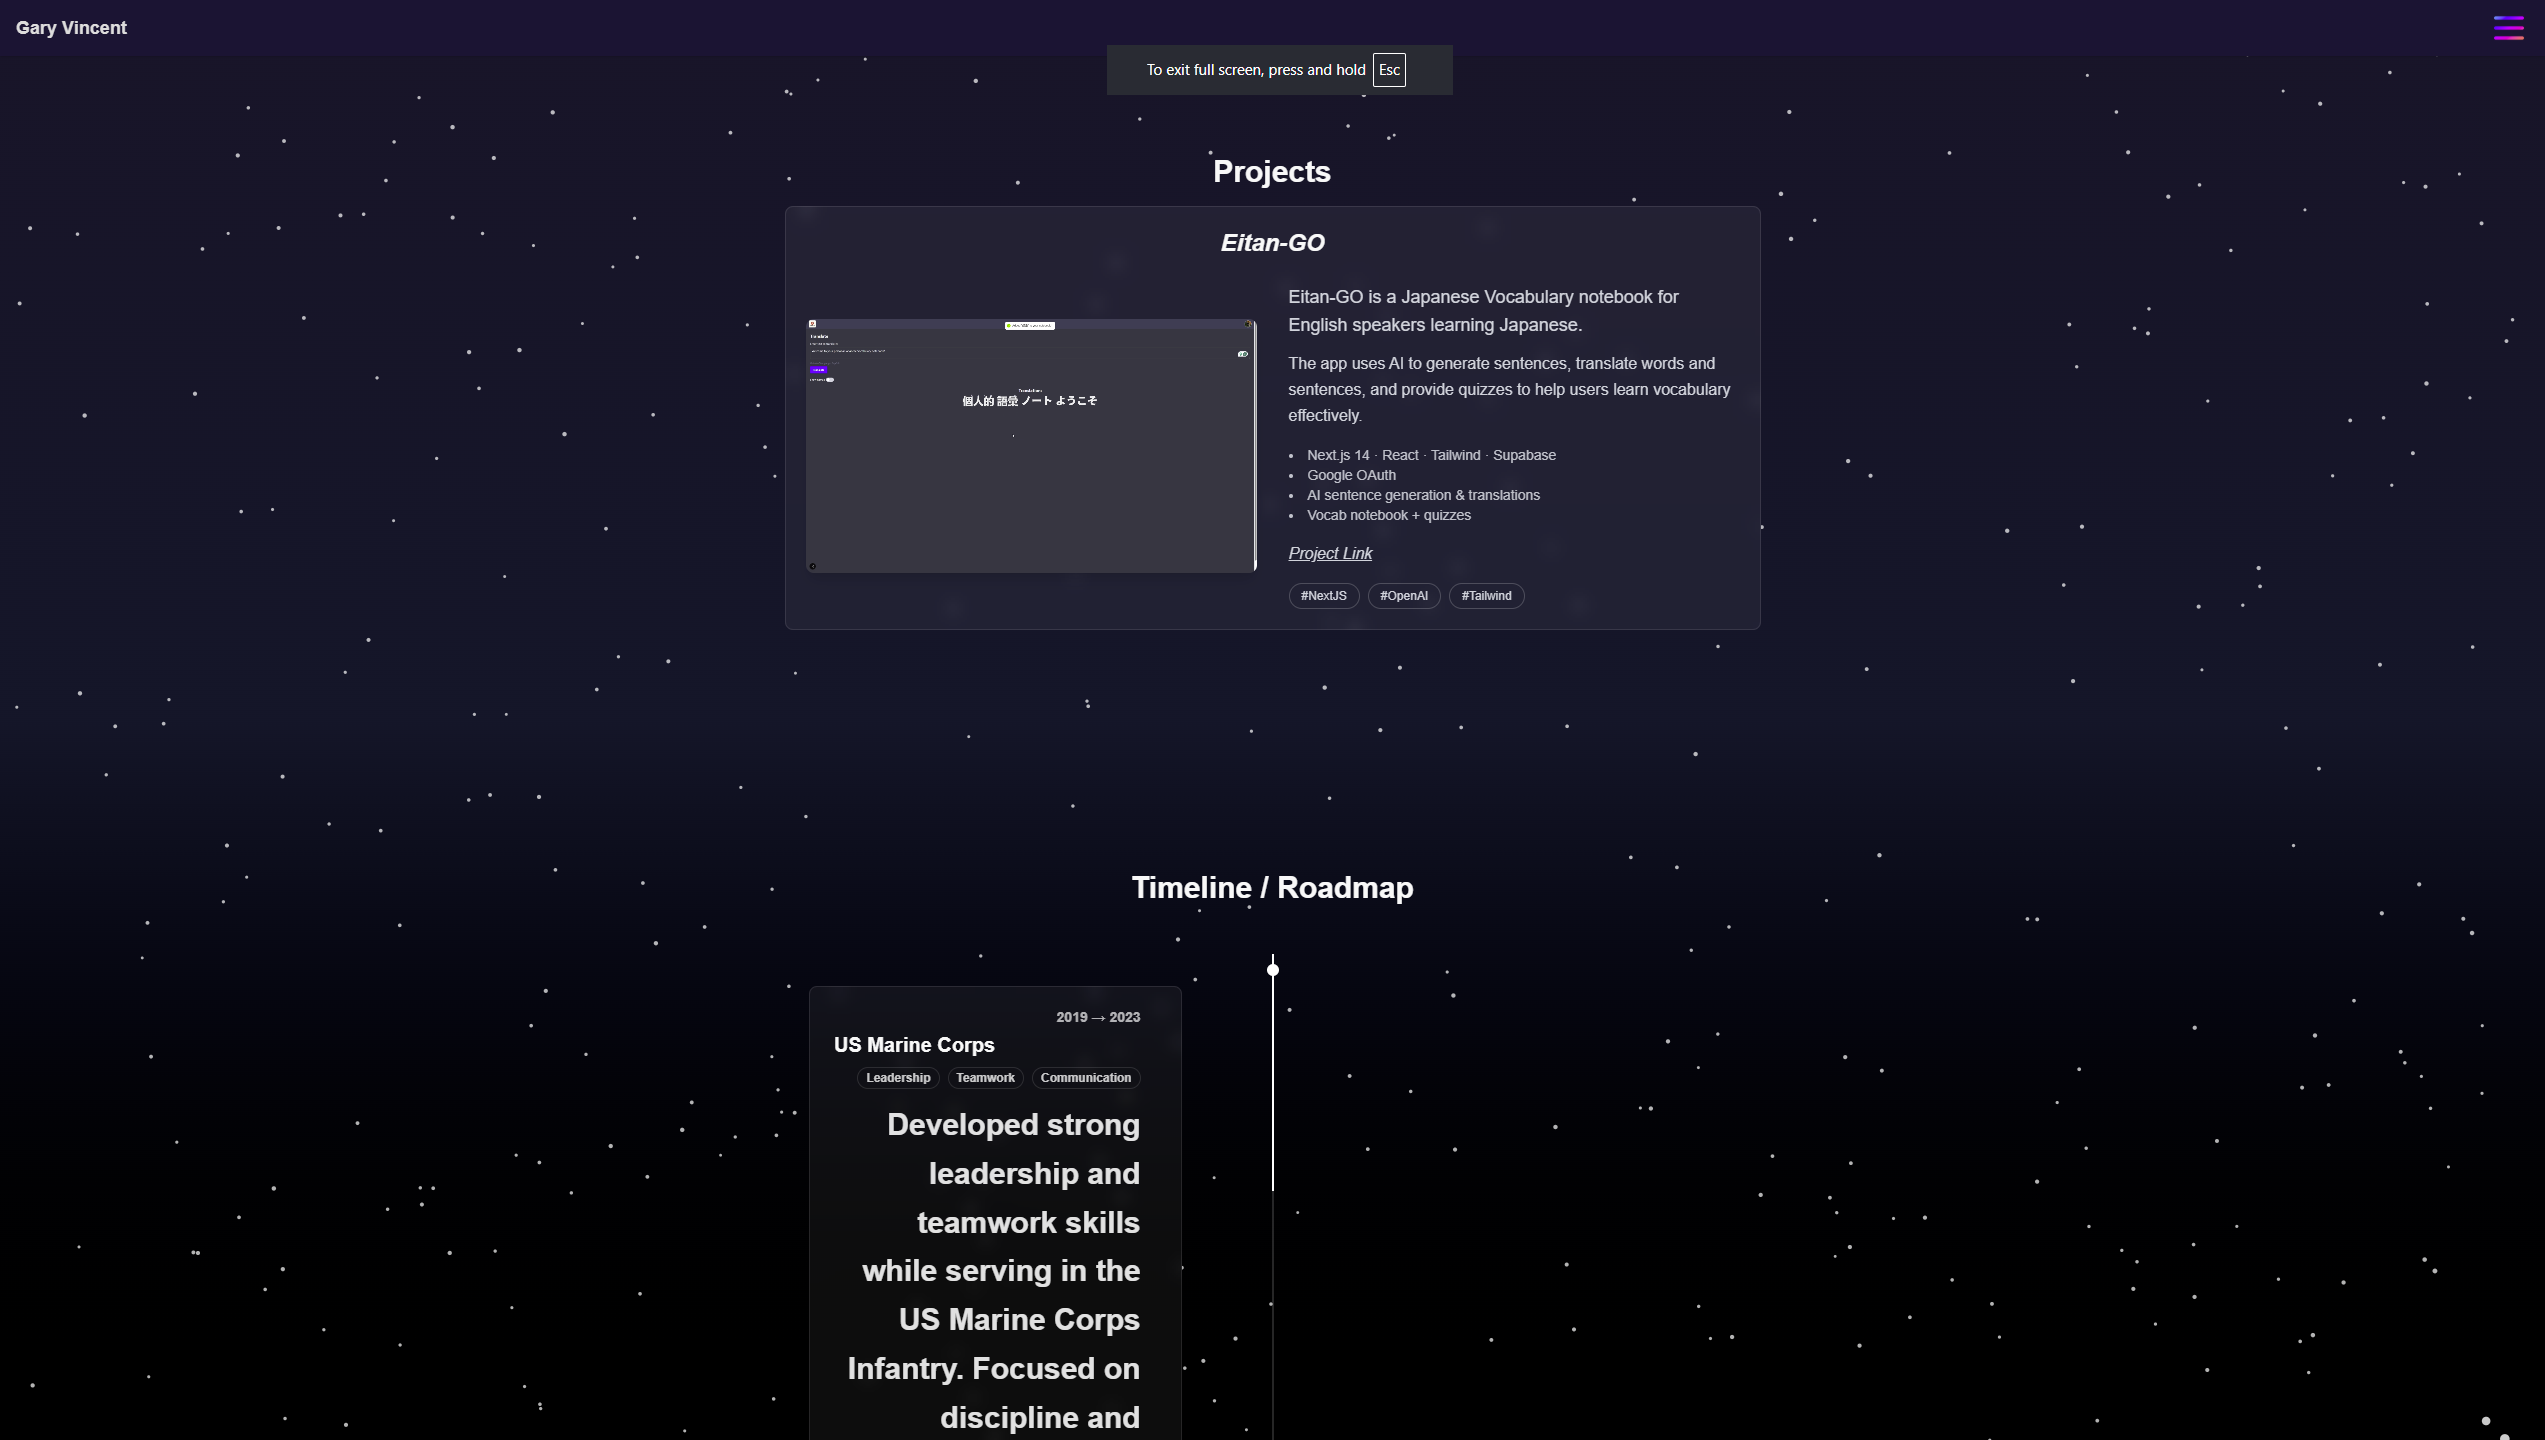 Gary Vincent
To exit full screen, press and hold Esc
Projects
Eitan-GO
Eitan-GO is a Japanese Vocabulary notebook for
English speakers learning Japanese.
The app uses AI to generate sentences, translate words and
sentences, and provide quizzes to help users learn vocabulary
effectively.
Translate
Translation:
個人的 語彙 ノート ようこそ
• Next.js 14 · React · Tailwind · Supabase
• Google OAuth
• AI sentence generation & translations
• Vocab notebook + quizzes
Project Link
#NextJS #OpenAI #Tailwind
Timeline / Roadmap
2019 → 2023
US Marine Corps
Leadership Teamwork Communication
Developed strong
leadership and
teamwork skills
while serving in the
US Marine Corps
Infantry. Focused on
discipline and